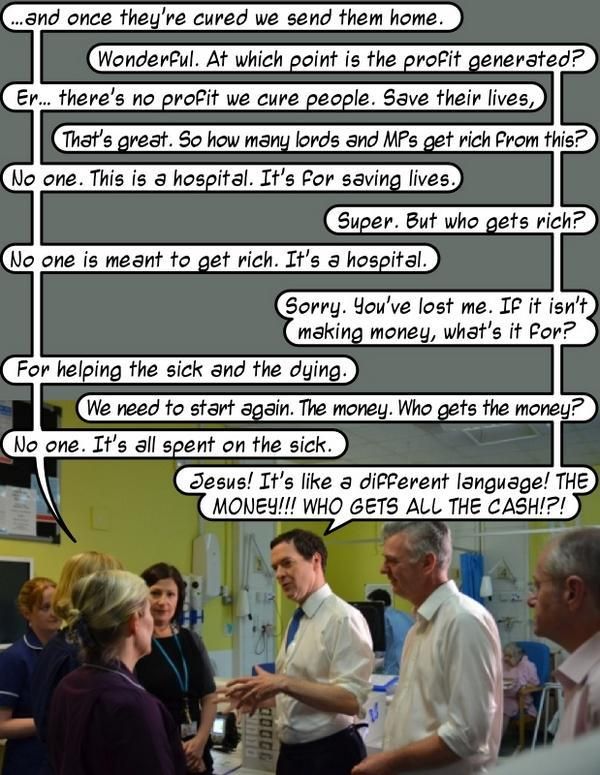 ...and once they're cured we send them home.
Wonderful. At which point is the profit generated?
Er... there's no profit we cure people. Save their lives,
That's great. So how many lords and MPs get rich from this?
No one. This is a hospital. It's for saving lives.
Super. But who gets rich?
No one is meant to get rich. It's a hospital.
Sorry. You've lost me. If it isn't
making money, what's it for?
For helping the sick and the dying.
We need to start again. The money. Who gets the money?
No one. It's all spent on the sick.
Jesus! It's like a different language! THE
MONEY!!! WHO GETS ALL THE CASH!?!